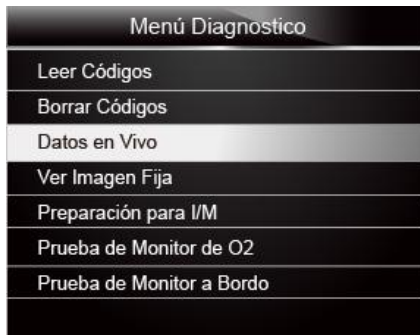 Menú Diagnostico
Leer Códigos
Borrar Códigos
Datos en Vivo
Ver Imagen Fija
Preparación para I/M
Prueba de Monitor de O2
Prueba de Monitor a Bordo